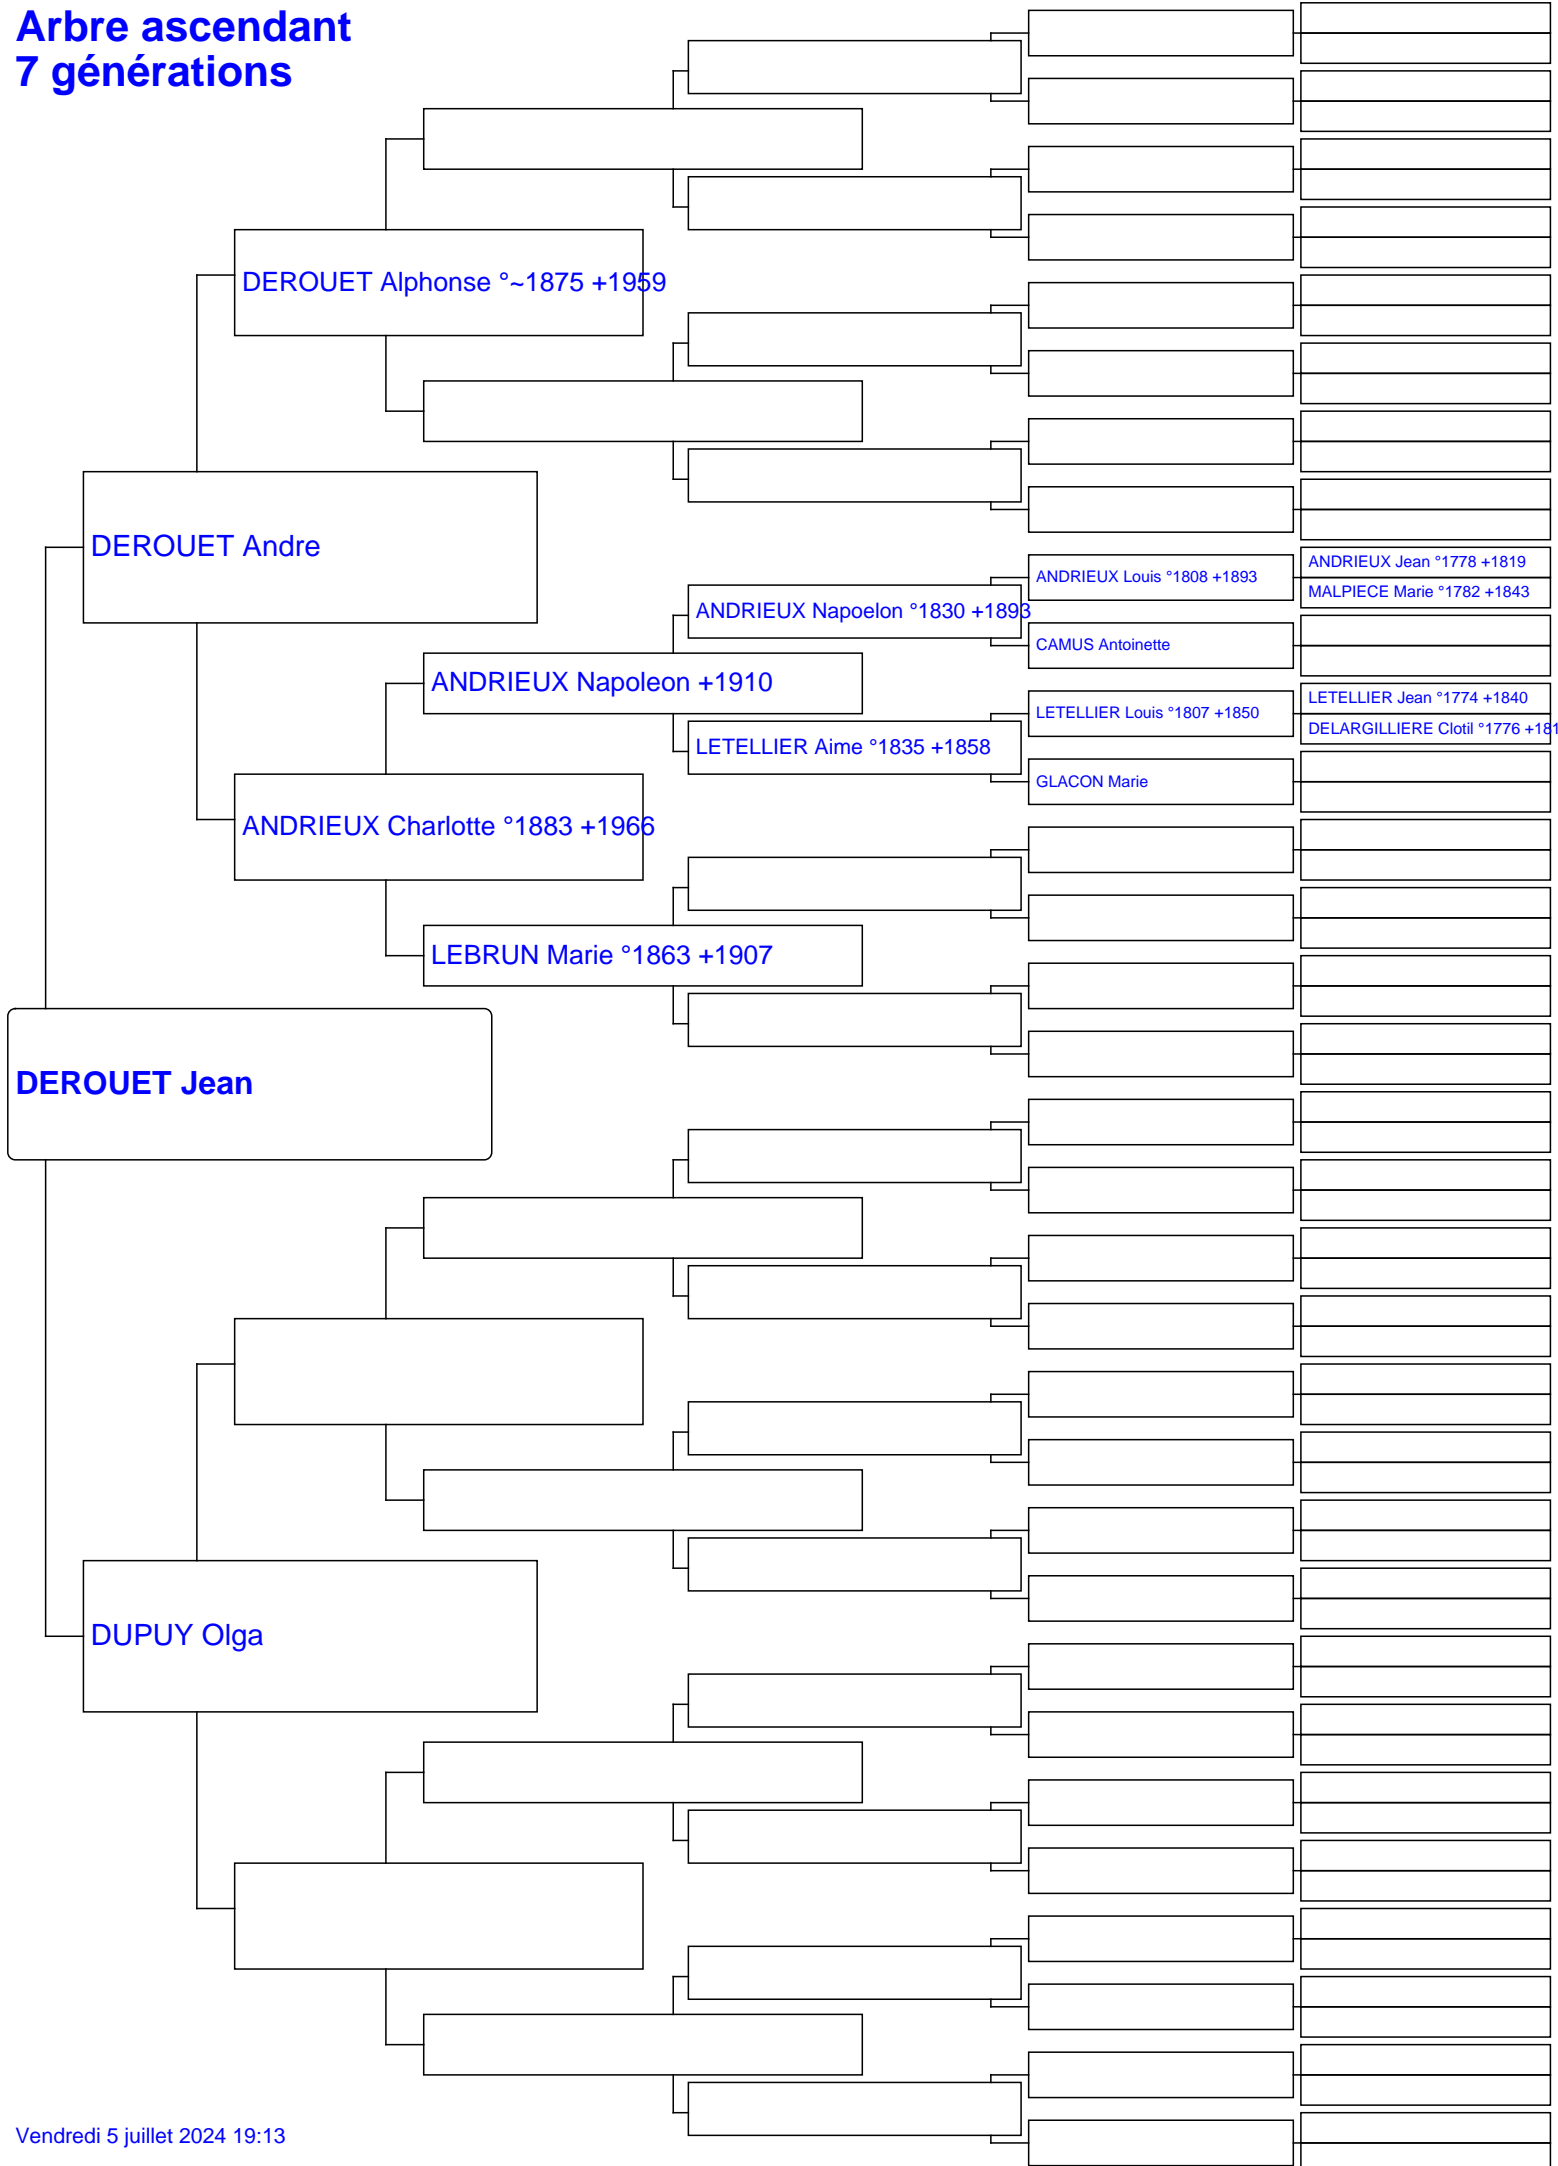 Arbre ascendant
7 générations
DEROUET Alphonse °~1875 +1959
DEROUET Andre
ANDRIEUX Jean °1778 +1819
ANDRIEUX Louis °1808 +1893
MALPIECE Marie °1782 +1843
ANDRIEUX Napoelon °1830 +1893
CAMUS Antoinette
ANDRIEUX Napoleon +1910
LETELLIER Jean °1774 +1840
LETELLIER Louis °1807 +1850
DELARGILLIERE Clotil °1776 +181
LETELLIER Aime °1835 +1858
GLACON Marie
ANDRIEUX Charlotte °1883 +1966
LEBRUN Marie °1863 +1907
DEROUET Jean
DUPUY Olga
Vendredi 5 juillet 2024 19:13